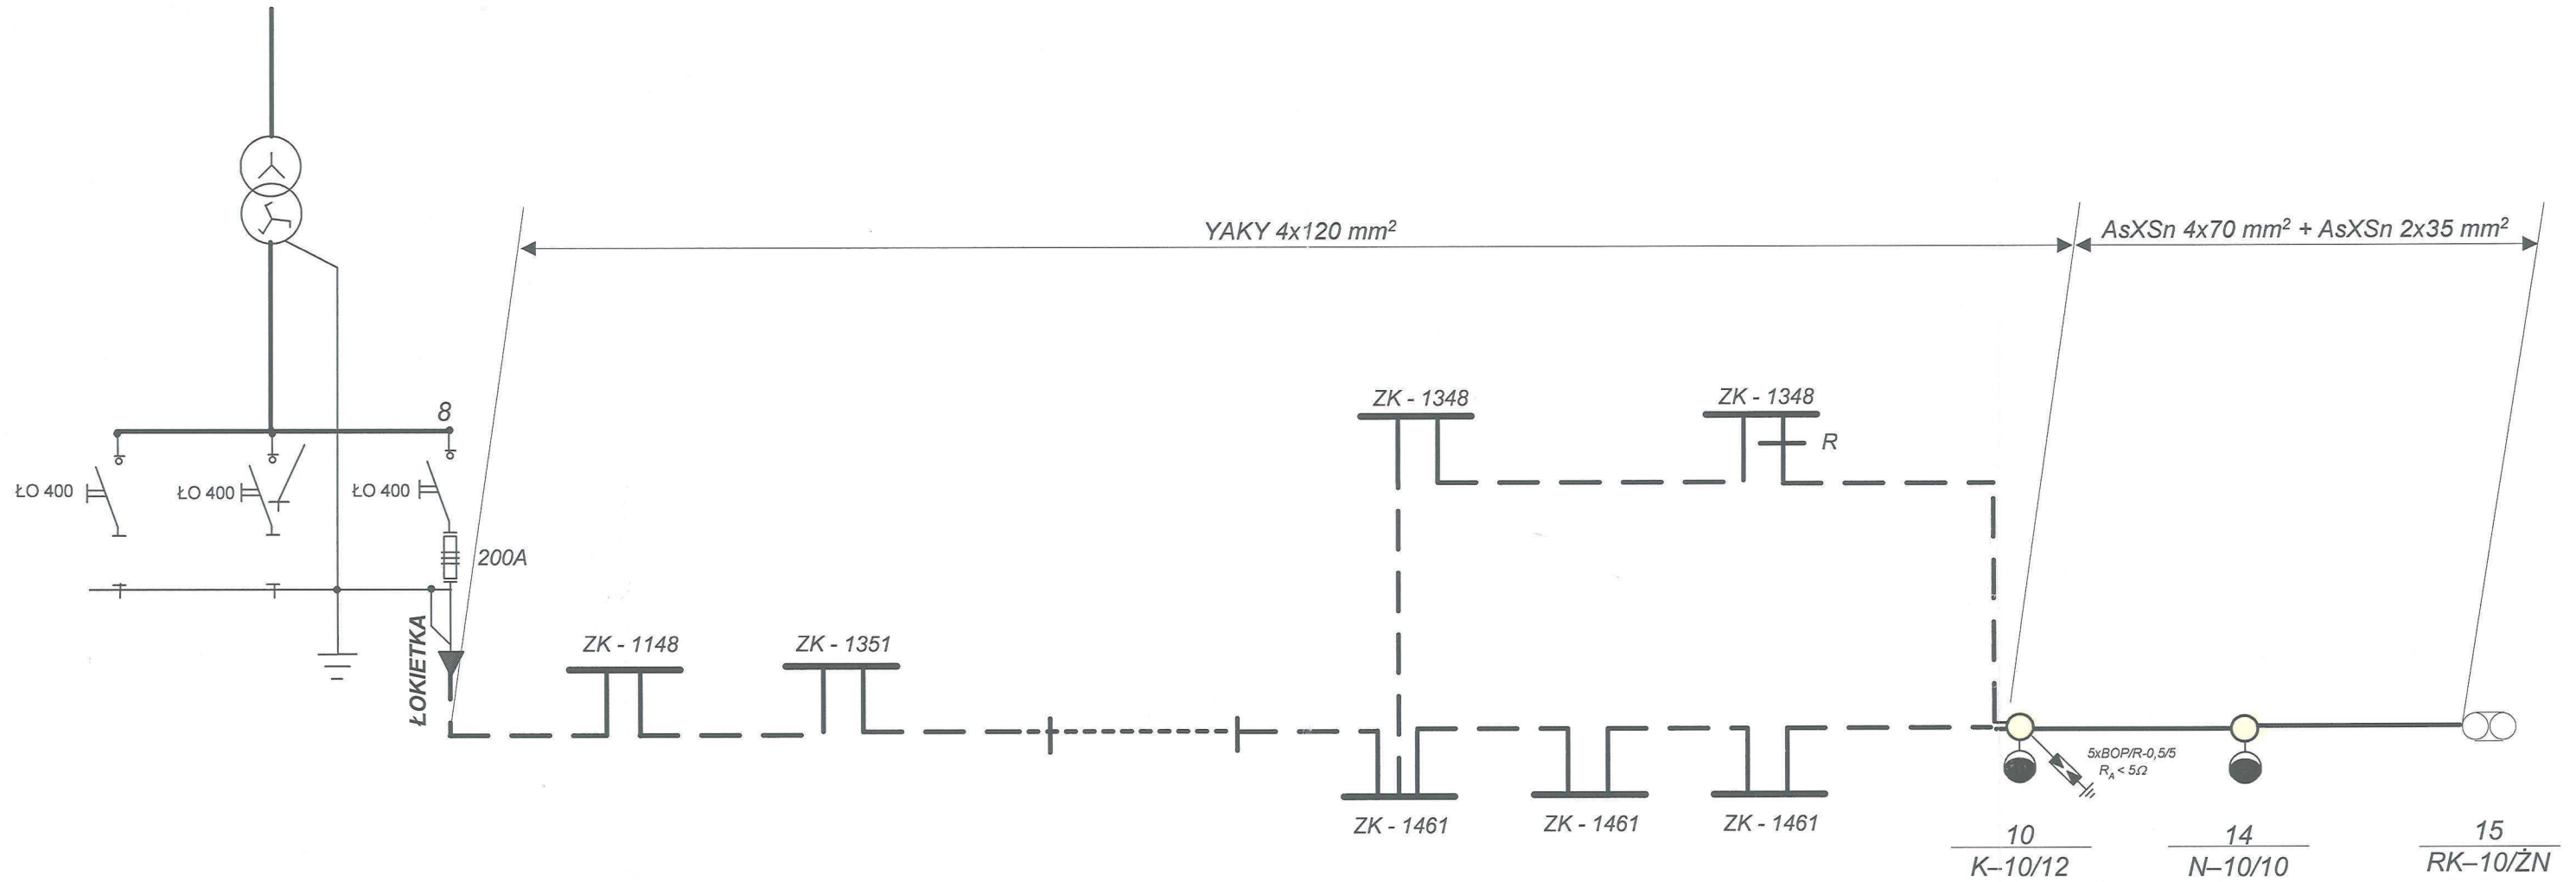 YAKY 4x120 mm²
AsXSn 4x70 mm² + AsXSn 2x35 mm²
ZK - 1348
ZK - 1348
R
8
ŁO 400
ŁO 400
ŁO 400
200A
ŁOKIETKA
ZK - 1148
ZK - 1351
5xBOP/R-0,5/5
R_A < 5Ω
ZK - 1461
ZK - 1461
ZK - 1461
10
K–10/12
14
N–10/10
15
RK–10/ŻN